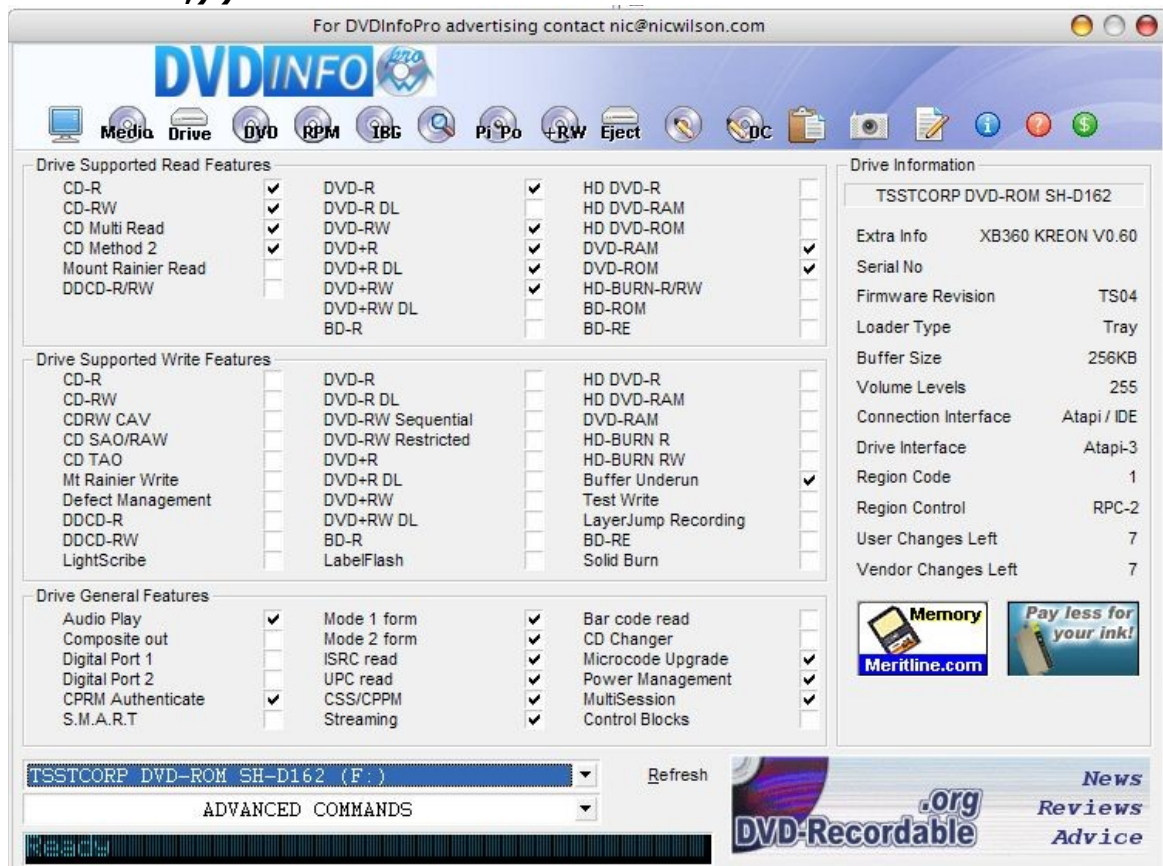 For DVDInfoPro advertising contact nic@nicwilson.com
DVDINFO pro
Media Drive DVD RPM IBG PiPo +RW Eject DC
Drive Supported Read Features
CD-R DVD-R HD DVD-R
CD-RW DVD-R DL HD DVD-RAM
CD Multi Read DVD-RW HD DVD-ROM
CD Method 2 DVD+R DVD-RAM
Mount Rainier Read DVD+R DL DVD-ROM
DDCD-R/RW DVD+RW HD-BURN-R/RW
DVD+RW DL BD-ROM
BD-R BD-RE
Drive Supported Write Features
CD-R DVD-R HD DVD-R
CD-RW DVD-R DL HD DVD-RAM
CDRW CAV DVD-RW Sequential DVD-RAM
CD SAO/RAW DVD-RW Restricted HD-BURN R
CD TAO DVD+R HD-BURN RW
Mt Rainier Write DVD+R DL Buffer Underun
Defect Management DVD+RW Test Write
DDCD-R DVD+RW DL LayerJump Recording
DDCD-RW BD-R BD-RE
LightScribe LabelFlash Solid Burn
Drive General Features
Audio Play Mode 1 form Bar code read
Composite out Mode 2 form CD Changer
Digital Port 1 ISRC read Microcode Upgrade
Digital Port 2 UPC read Power Management
CPRM Authenticate CSS/CPPM MultiSession
S.M.A.R.T Streaming Control Blocks
Drive Information
TSSTCORP DVD-ROM SH-D162
Extra Info XB360 KREON V0.60
Serial No
Firmware Revision TS04
Loader Type Tray
Buffer Size 256KB
Volume Levels 255
Connection Interface Atapi / IDE
Drive Interface Atapi-3
Region Code 1
Region Control RPC-2
User Changes Left 7
Vendor Changes Left 7
Memory
Meritline.com
Pay less for
your ink!
TSSTCORP DVD-ROM SH-D162 (F:)
Refresh
ADVANCED COMMANDS
Ready
DVD-Recordable .org
News
Reviews
Advice